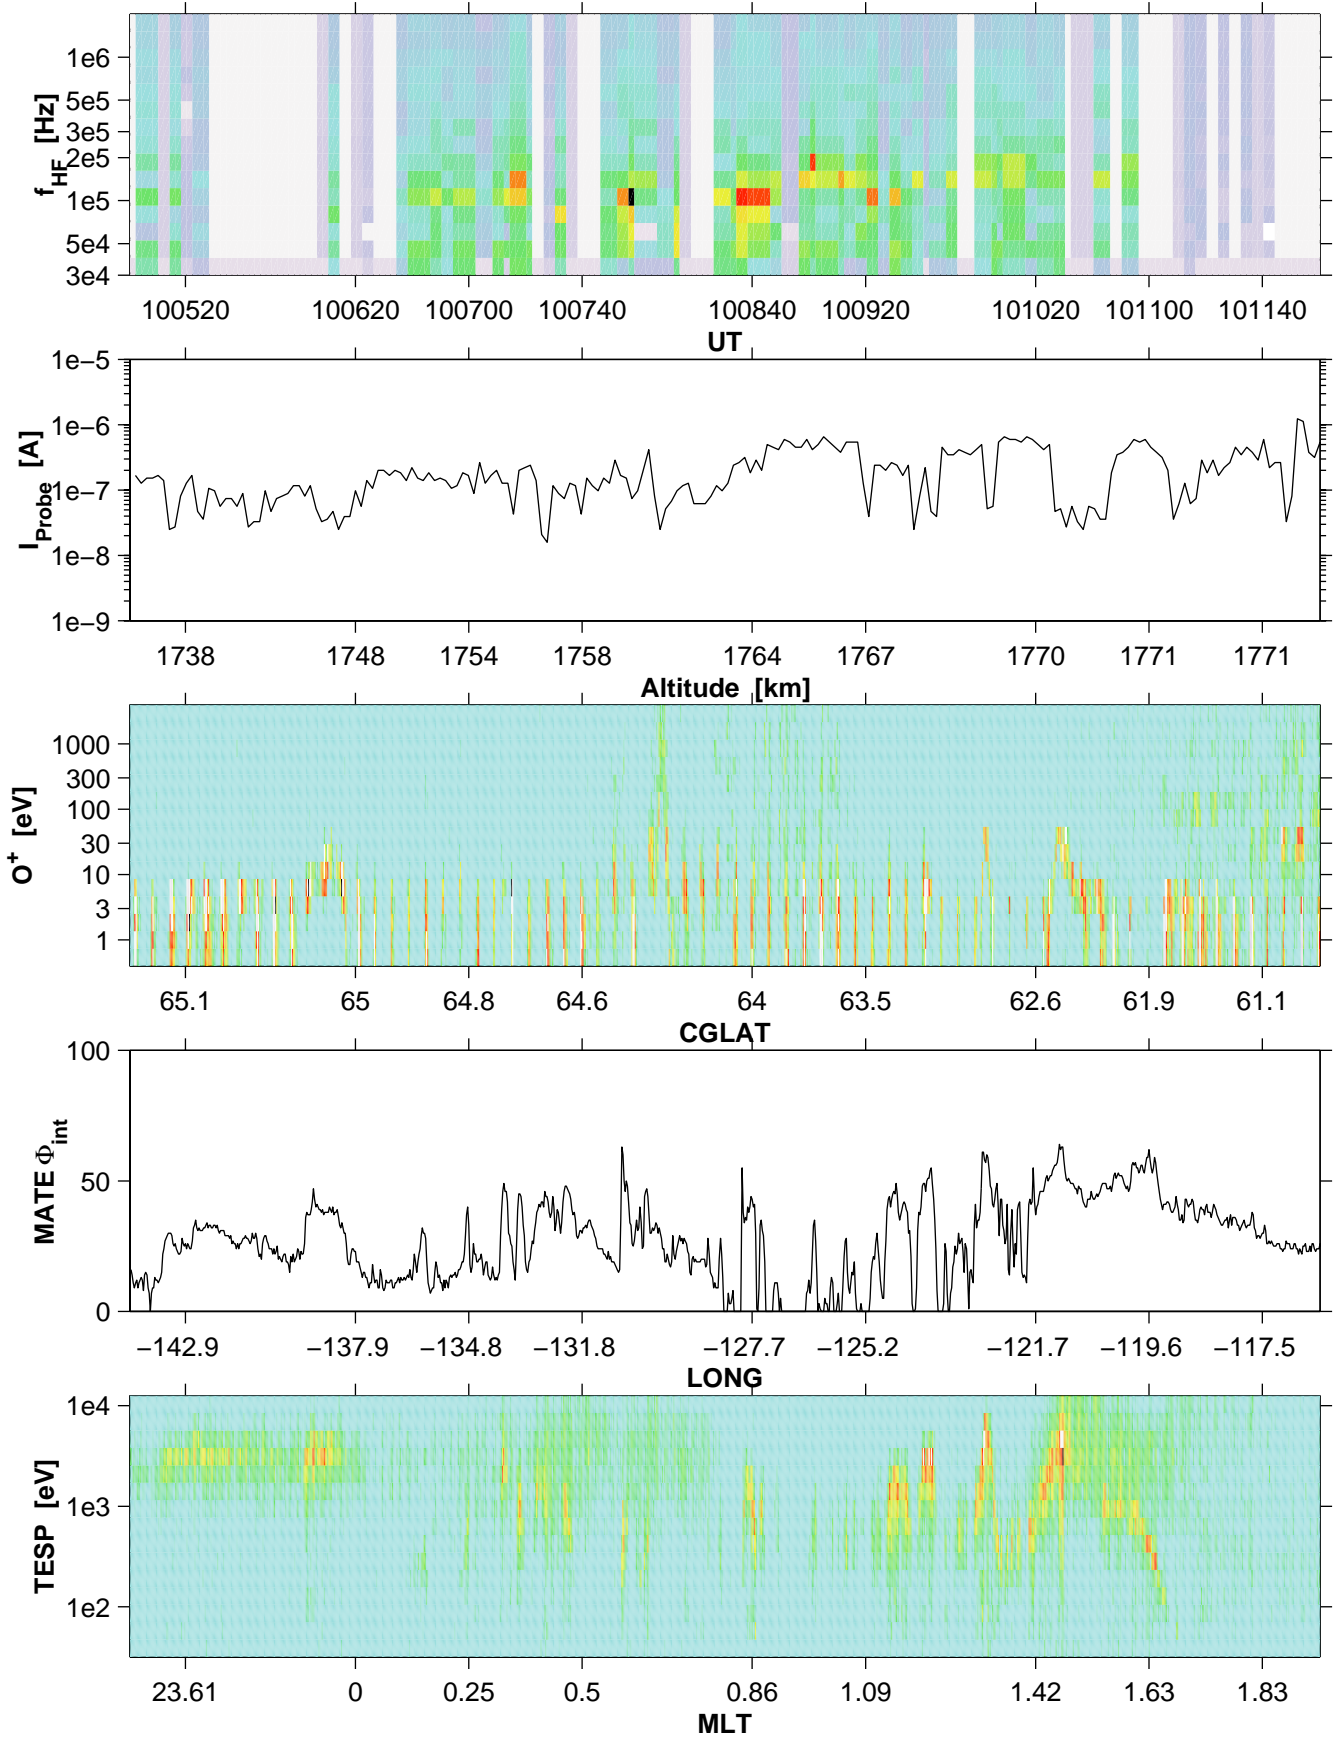 1e6
5e5
3e5
2e5
1e5
5e4
3e4
f_HF [Hz]
100520 100620 100700 100740 100840 100920 101020 101100 101140
UT
1e−5
1e−6
1e−7
1e−8
1e−9
I_Probe [A]
1738 1748 1754 1758 1764 1767 1770 1771 1771
Altitude [km]
1000
300
100
30
10
3
1
O⁺ [eV]
65.1 65 64.8 64.6 64 63.5 62.6 61.9 61.1
CGLAT
100
50
0
MATE Φ_int
−142.9 −137.9 −134.8 −131.8 −127.7 −125.2 −121.7 −119.6 −117.5
LONG
1e4
1e3
1e2
TESP [eV]
23.61 0 0.25 0.5 0.86 1.09 1.42 1.63 1.83
MLT